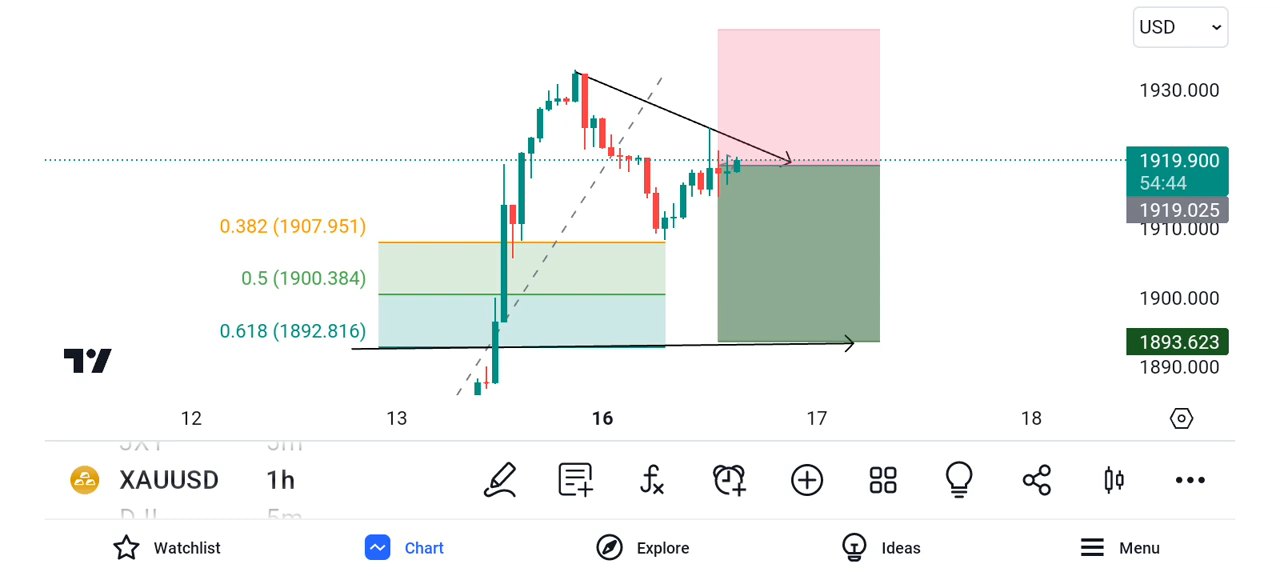 USD
1930.000
1919.900
54:44
1919.025
1910.000
0.382 (1907.951)
0.5 (1900.384)
1900.000
0.618 (1892.816)
1893.623
1890.000
12 13 16 17 18
XAUUSD 1h
5m
Watchlist Chart Explore Ideas Menu